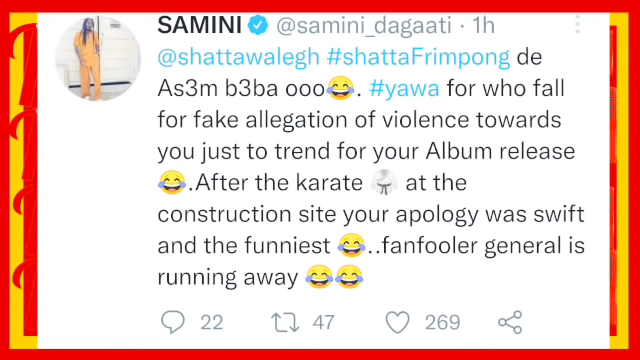 SAMINI @samini_dagaati · 1h
@shattawalegh #shattaFrimpong de
As3m b3ba ooo😂. #yawa for who fall
for fake allegation of violence towards
you just to trend for your Album release
😂.After the karate 🥋 at the
construction site your apology was swift
and the funniest 😂..fanfooler general is
running away 😂😂
22 47 269